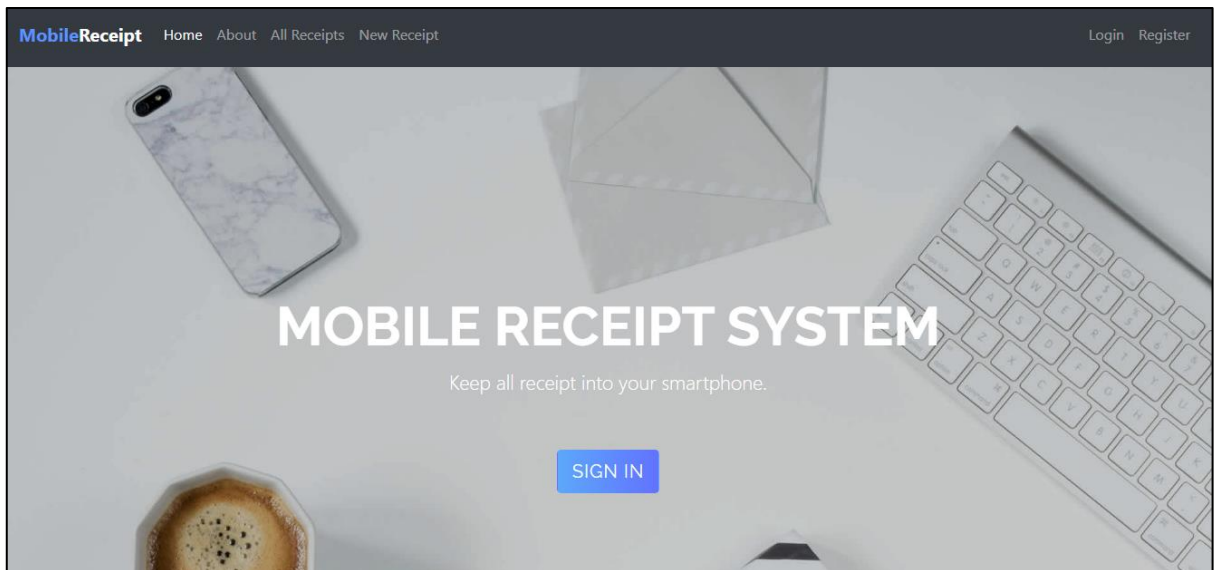 MobileReceipt Home About All Receipts New Receipt Login Register
MOBILE RECEIPT SYSTEM
Keep all receipt into your smartphone.
SIGN IN